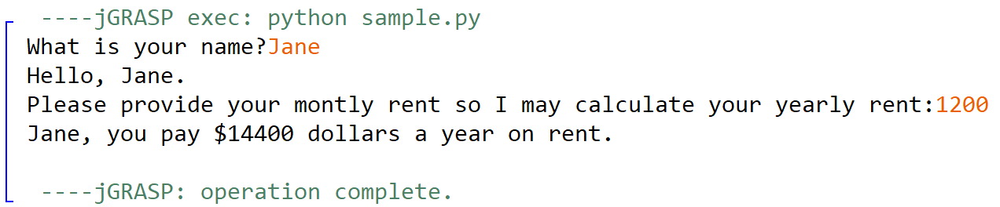 ----jGRASP exec: python sample.py
What is your name?Jane
Hello, Jane.
Please provide your montly rent so I may calculate your yearly rent:1200
Jane, you pay $14400 dollars a year on rent.
----jGRASP: operation complete.